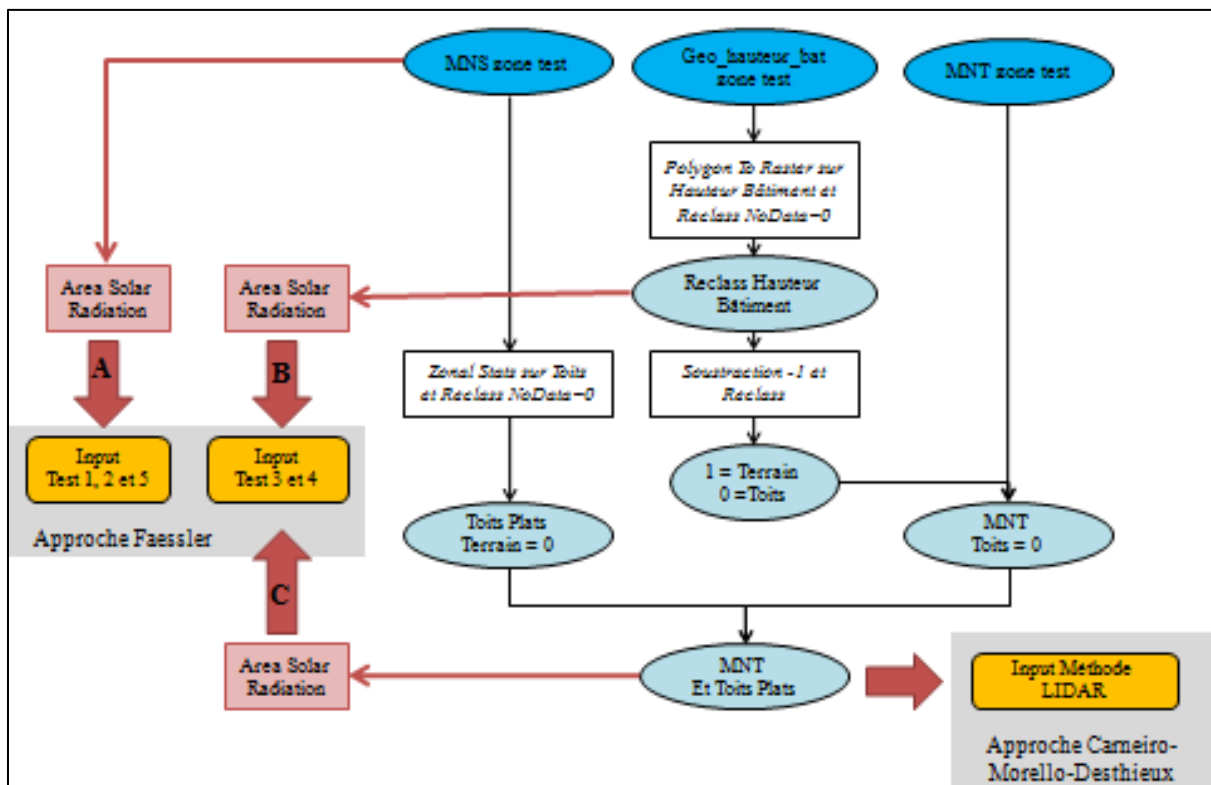 MNS zone test
Geo_hauteur_bat
zone test
MNT zone test
Polygon To Raster sur
Hauteur Bâtiment et
Reclass NoData=0
Area Solar
Radiation
Area Solar
Radiation
Reclass Hauteur
Bâtiment
A
B
Zonal Stats sur Toits
et Reclass NoData=0
Soustraction -1 et
Reclass
Input
Test 1, 2 et 5
Input
Test 3 et 4
1 = Terrain
0 =Toits
Approche Faessler
Toits Plats
Terrain = 0
MNT
Toits = 0
C
Area Solar
Radiation
MNT
Et Toits Plats
Input Méthode
LIDAR
Approche Carneiro-
Morello-Desthieux